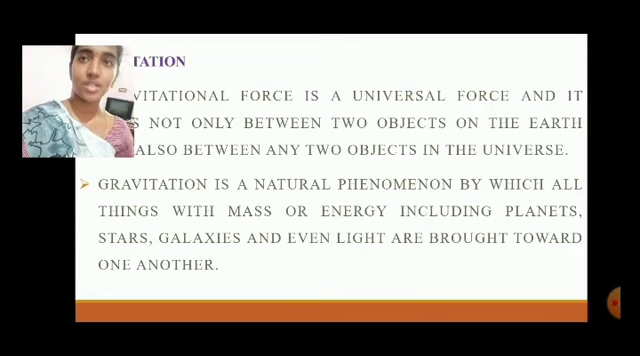 TATION
VITATIONAL FORCE IS A UNIVERSAL FORCE AND IT
S NOT ONLY BETWEEN TWO OBJECTS ON THE EARTH
ALSO BETWEEN ANY TWO OBJECTS IN THE UNIVERSE.
GRAVITATION IS A NATURAL PHENOMENON BY WHICH ALL
THINGS WITH MASS OR ENERGY INCLUDING PLANETS,
STARS, GALAXIES AND EVEN LIGHT ARE BROUGHT TOWARD
ONE ANOTHER.